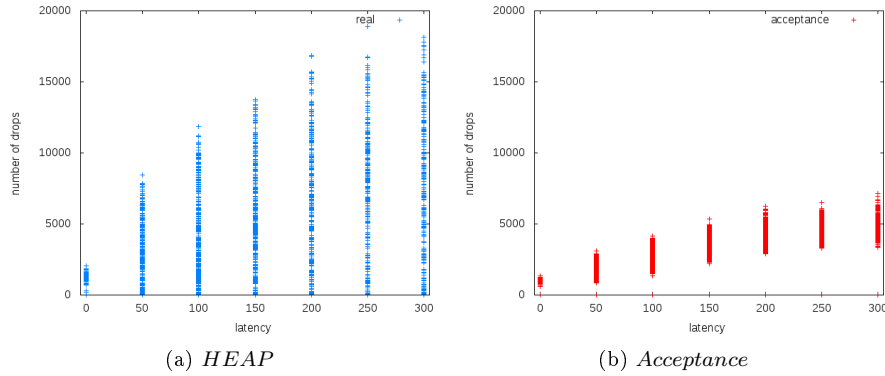 20000
15000
10000
5000
0
number of drops
real
0 50 100 150 200 250 300
latency
(a) HEAP
20000
15000
10000
5000
0
number of drops
acceptance
0 50 100 150 200 250 300
latency
(b) Acceptance